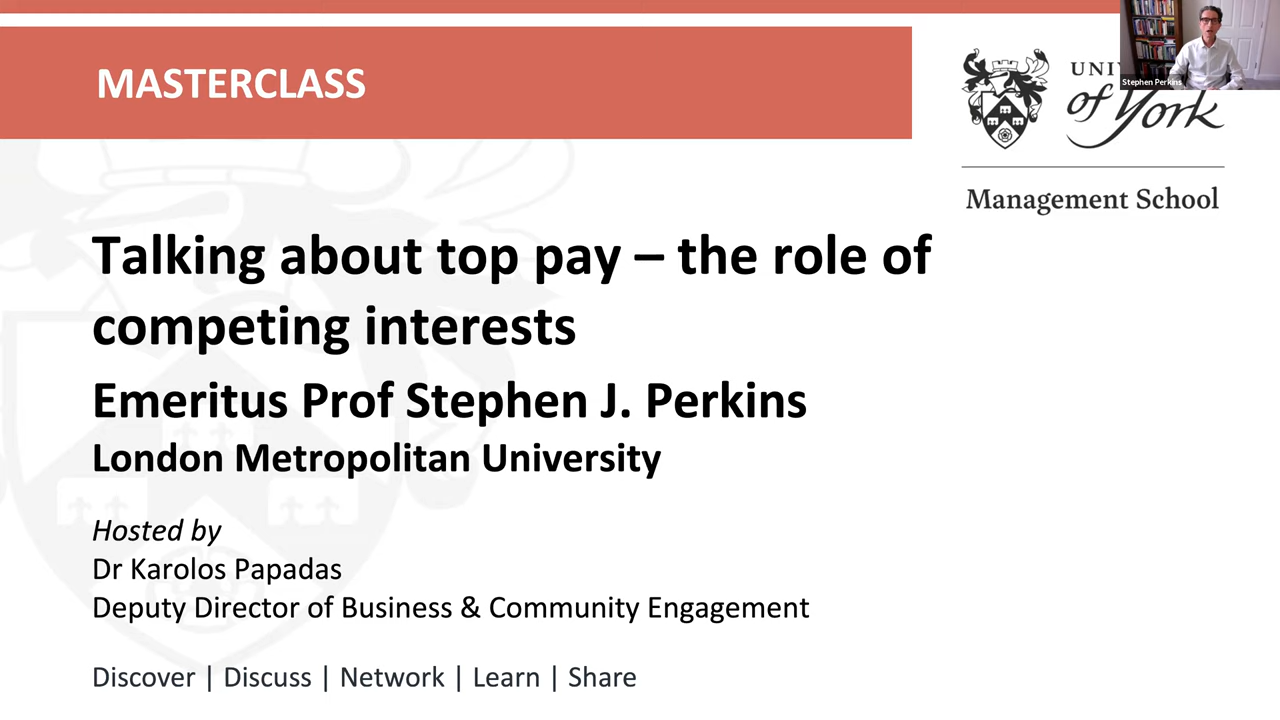 MASTERCLASS
Stephen Perkins
UNI
of York
Management School
Talking about top pay – the role of
competing interests
Emeritus Prof Stephen J. Perkins
London Metropolitan University
Hosted by
Dr Karolos Papadas
Deputy Director of Business & Community Engagement
Discover | Discuss | Network | Learn | Share